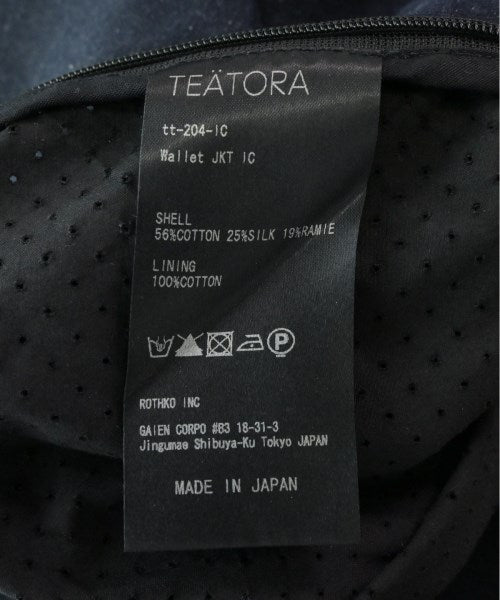 TEÄTORA
tt-204-IC
Wallet JKT IC
SHELL
56%COTTON 25%SILK 19%RAMIE
LINING
100%COTTON
P
ROTHKO INC
GAIEN CORPO #B3 18-31-3
Jingumae Shibuya-Ku Tokyo JAPAN
MADE IN JAPAN